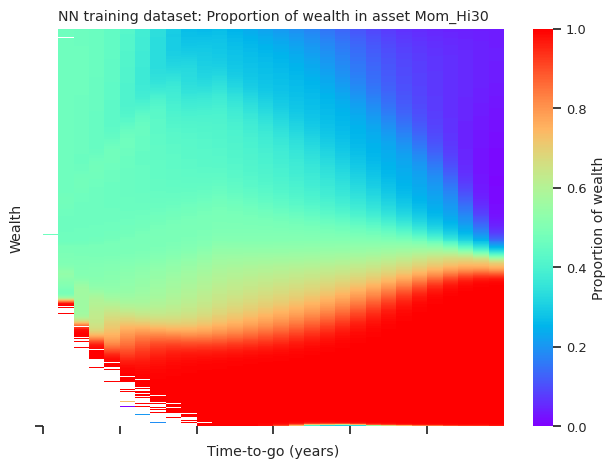 NN training dataset: Proportion of wealth in asset Mom_Hi30
Wealth
Time-to-go (years)
1.0
0.8
0.6
0.4
0.2
0.0
Proportion of wealth